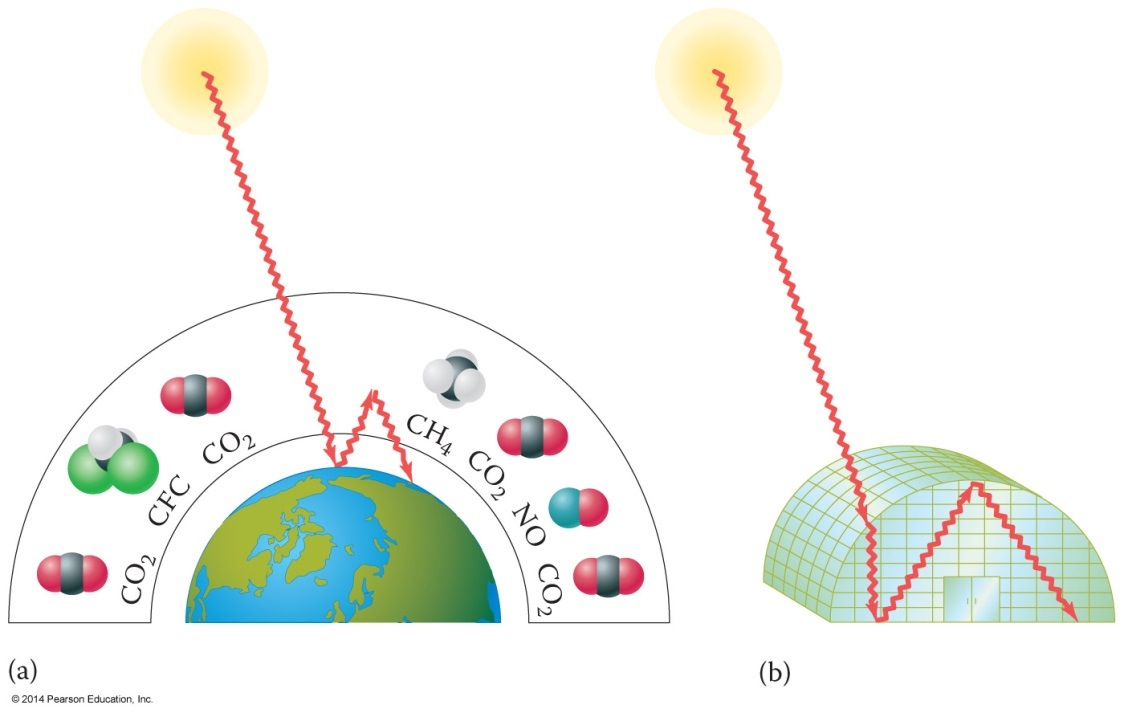 CO₂
CFC
CO₂
CH₄
CO₂
NO
CO₂
(a)
(b)
© 2014 Pearson Education, Inc.